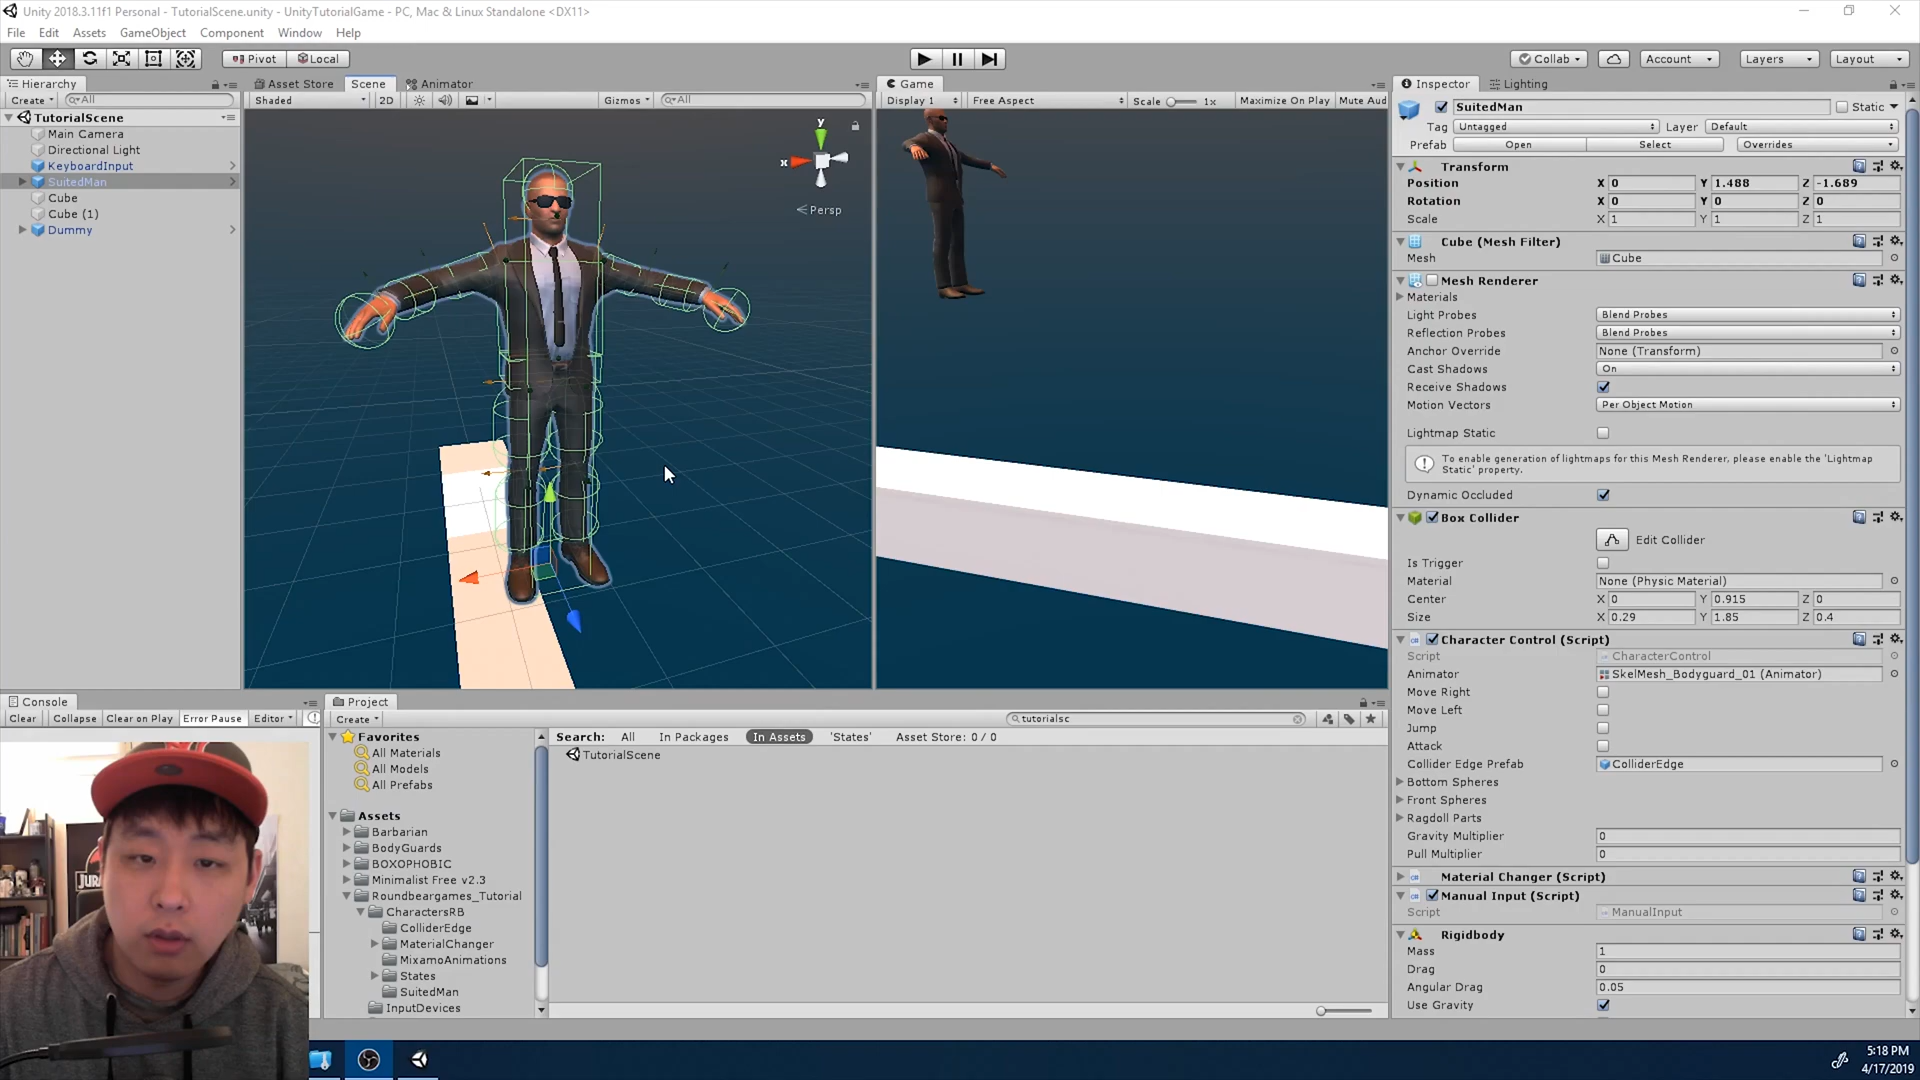 Unity 2018.3.11f1 Personal - TutorialScene.unity - UnityTutorialGame - PC, Mac & Linux Standalone <DX11>
File Edit Assets GameObject Component Window Help
Pivot Local Collab Account Layers Layout
Hierarchy
Create All
TutorialScene
Main Camera
Directional Light
KeyboardInput
SuitedMan
Cube
Cube (1)
Dummy
Asset Store Scene Animator
Shaded 2D Gizmos All
y
x
Persp
Game
Display 1 Free Aspect Scale 1x Maximize On Play Mute Aud
Inspector Lighting
SuitedMan Static
Tag Untagged Layer Default
Prefab Open Select Overrides
Transform
Position X 0 Y 1.488 Z -1.689
Rotation X 0 Y 0 Z 0
Scale X 1 Y 1 Z 1
Cube (Mesh Filter)
Mesh Cube
Mesh Renderer
Materials
Light Probes Blend Probes
Reflection Probes Blend Probes
Anchor Override None (Transform)
Cast Shadows On
Receive Shadows
Motion Vectors Per Object Motion
Lightmap Static
To enable generation of lightmaps for this Mesh Renderer, please enable the 'Lightmap
Static' property.
Dynamic Occluded
Box Collider
Edit Collider
Is Trigger
Material None (Physic Material)
Center X 0 Y 0.915 Z 0
Size X 0.29 Y 1.85 Z 0.4
Character Control (Script)
Script CharacterControl
Animator SkelMesh_Bodyguard_01 (Animator)
Move Right
Move Left
Jump
Attack
Collider Edge Prefab ColliderEdge
Bottom Spheres
Front Spheres
Ragdoll Parts
Gravity Multiplier 0
Pull Multiplier 0
Material Changer (Script)
Manual Input (Script)
Script ManualInput
Rigidbody
Mass 1
Drag 0
Angular Drag 0.05
Use Gravity
Console
Clear Collapse Clear on Play Error Pause Editor
Project
Create tutorialsc
Favorites
All Materials
All Models
All Prefabs
Assets
Barbarian
BodyGuards
BOXOPHOBIC
Minimalist Free v2.3
Roundbeargames_Tutorial
CharactersRB
ColliderEdge
MaterialChanger
MixamoAnimations
States
SuitedMan
InputDevices
Search: All In Packages In Assets 'States' Asset Store: 0 / 0
TutorialScene
5:18 PM
4/17/2019